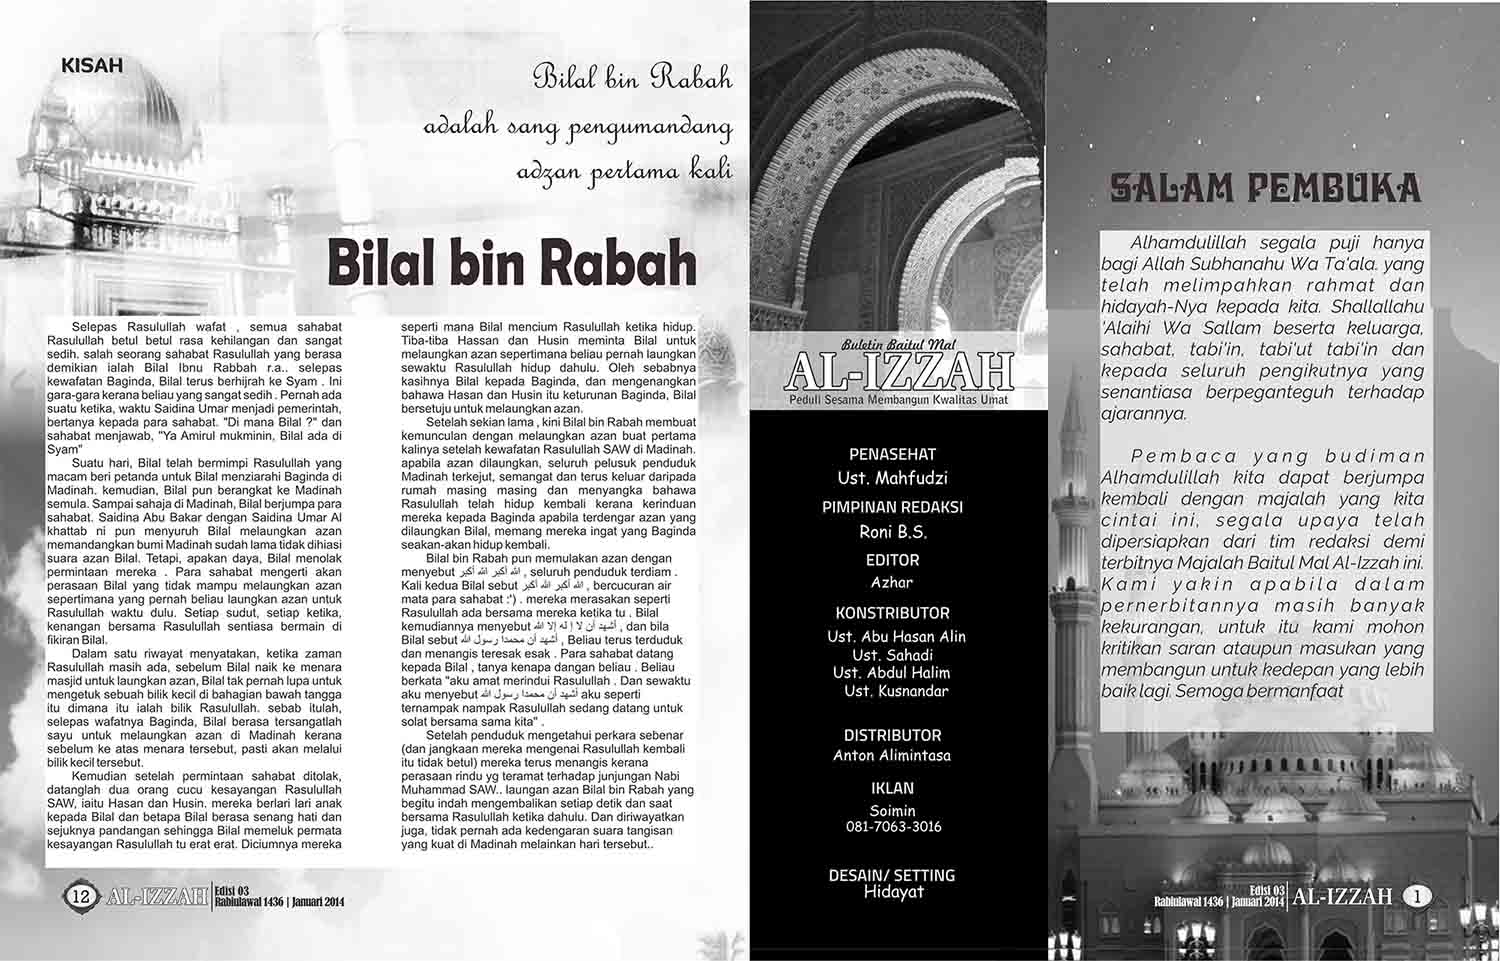 KISAH
Bilal bin Rabah
adalah sang pengumandang
adzan pertama kali
Bilal bin Rabah
Selepas Rasulullah wafat , semua sahabat
Rasulullah betul betul rasa kehilangan dan sangat
sedih. salah seorang sahabat Rasulullah yang berasa
demikian ialah Bilal Ibnu Rabbah r.a.. selepas
kewafatan Baginda, Bilal terus berhijrah ke Syam . Ini
gara-gara kerana beliau yang sangat sedih . Pernah ada
suatu ketika, waktu Saidina Umar menjadi pemerintah,
bertanya kepada para sahabat. "Di mana Bilal ?" dan
sahabat menjawab, "Ya Amirul mukminin, Bilal ada di
Syam"
Suatu hari, Bilal telah bermimpi Rasulullah yang
macam beri petanda untuk Bilal menziarahi Baginda di
Madinah. kemudian, Bilal pun berangkat ke Madinah
semula. Sampai sahaja di Madinah, Bilal berjumpa para
sahabat. Saidina Abu Bakar dengan Saidina Umar Al
khattab ni pun menyuruh Bilal melaungkan azan
memandangkan bumi Madinah sudah lama tidak dihiasi
suara azan Bilal. Tetapi, apakan daya, Bilal menolak
permintaan mereka . Para sahabat mengerti akan
perasaan Bilal yang tidak mampu melaungkan azan
sepertimana yang pernah beliau laungkan azan untuk
Rasulullah waktu dulu. Setiap sudut, setiap ketika,
kenangan bersama Rasulullah sentiasa bermain di
fikiran Bilal.
Dalam satu riwayat menyatakan, ketika zaman
Rasulullah masih ada, sebelum Bilal naik ke menara
masjid untuk laungkan azan, Bilal tak pernah lupa untuk
mengetuk sebuah bilik kecil di bahagian bawah tangga
itu dimana itu ialah bilik Rasulullah. sebab itulah,
selepas wafatnya Baginda, Bilal berasa tersangatlah
sayu untuk melaungkan azan di Madinah kerana
sebelum ke atas menara tersebut, pasti akan melalui
bilik kecil tersebut.
Kemudian setelah permintaan sahabat ditolak,
datanglah dua orang cucu kesayangan Rasulullah
SAW, iaitu Hasan dan Husin. mereka berlari lari anak
kepada Bilal dan betapa Bilal berasa senang hati dan
sejuknya pandangan sehingga Bilal memeluk permata
kesayangan Rasulullah tu erat erat. Diciumnya mereka
seperti mana Bilal mencium Rasulullah ketika hidup.
Tiba-tiba Hassan dan Husin meminta Bilal untuk
melaungkan azan sepertimana beliau pernah laungkan
sewaktu Rasulullah hidup dahulu. Oleh sebabnya
kasihnya Bilal kepada Baginda, dan mengenangkan
bahawa Hasan dan Husin itu keturunan Baginda, Bilal
bersetuju untuk melaungkan azan.
Setelah sekian lama , kini Bilal bin Rabah membuat
kemunculan dengan melaungkan azan buat pertama
kalinya setelah kewafatan Rasulullah SAW di Madinah.
apabila azan dilaungkan, seluruh pelusuk penduduk
Madinah terkejut, semangat dan terus keluar daripada
rumah masing masing dan menyangka bahawa
Rasulullah telah hidup kembali kerana kerinduan
mereka kepada Baginda apabila terdengar azan yang
dilaungkan Bilal, memang mereka ingat yang Baginda
seakan-akan hidup kembali.
Bilal bin Rabah pun memulakan azan dengan
menyebut الله أكبر الله أكبر , seluruh penduduk terdiam .
Kali kedua Bilal sebut الله أكبر الله أكبر , bercucuran air
mata para sahabat :') . mereka merasakan seperti
Rasulullah ada bersama mereka ketika tu . Bilal
kemudiannya menyebut أشهد أن لا إ له إلا الله , dan bila
Bilal sebut أشهد أن محمدا رسول الله , Beliau terus terduduk
dan menangis teresak esak . Para sahabat datang
kepada Bilal , tanya kenapa dangan beliau . Beliau
berkata "aku amat merindui Rasulullah . Dan sewaktu
aku menyebut أشهد أن محمدا رسول الله aku seperti
ternampak nampak Rasulullah sedang datang untuk
solat bersama sama kita" .
Setelah penduduk mengetahui perkara sebenar
(dan jangkaan mereka mengenai Rasulullah kembali
itu tidak betul) mereka terus menangis kerana
perasaan rindu yg teramat terhadap junjungan Nabi
Muhammad SAW.. laungan azan Bilal bin Rabah yang
begitu indah mengembalikan setiap detik dan saat
bersama Rasulullah ketika dahulu. Dan diriwayatkan
juga, tidak pernah ada kedengaran suara tangisan
yang kuat di Madinah melainkan hari tersebut..
12 AL-IZZAH Edisi 03
Rabiulawal 1436 | Januari 2014
Buletin Baitul Mal
AL-IZZAH
Peduli Sesama Membangun Kwalitas Umat
PENASEHAT
Ust. Mahfudzi
PIMPINAN REDAKSI
Roni B.S.
EDITOR
Azhar
KONSTRIBUTOR
Ust. Abu Hasan Alin
Ust. Sahadi
Ust. Abdul Halim
Ust. Kusnandar
DISTRIBUTOR
Anton Alimintasa
IKLAN
Soimin
081-7063-3016
DESAIN/ SETTING
Hidayat
SALAM PEMBUKA
Alhamdulillah segala puji hanya
bagi Allah Subhanahu Wa Ta'ala. yang
telah melimpahkan rahmat dan
hidayah-Nya kepada kita. Shallallahu
'Alaihi Wa Sallam beserta keluarga,
sahabat, tabi'in, tabi'ut tabi'in dan
kepada seluruh pengikutnya yang
senantiasa berpeganteguh terhadap
ajarannya.
Pembaca yang budiman
Alhamdulillah kita dapat berjumpa
kembali dengan majalah yang kita
cintai ini, segala upaya telah
dipersiapkan dari tim redaksi demi
terbitnya Majalah Baitul Mal Al-Izzah ini.
Kami yakin apabila dalam
pernerbitannya masih banyak
kekurangan, untuk itu kami mohon
kritikan saran ataupun masukan yang
membangun untuk kedepan yang lebih
baik lagi. Semoga bermanfaat
Edisi 03
Rabiulawal 1436 | Januari 2014 AL-IZZAH 1